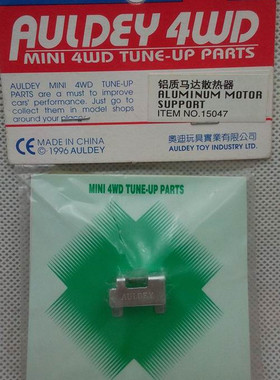 AULDEY 4WD
MINI 4WD TUNE-UP PARTS
AULDEY MINI 4WD TUNE-UP
PARTS are a must to improve
cars' performance. Just go to
collect them in model shops
around your place.
铝质马达散热器
ALUMINUM MOTOR
SUPPORT
ITEM NO.15047
CE MADE IN CHINA
© 1996 AULDEY
奥迪玩具實業有限公司
AULDEY TOY INDUSTRY LTD.
MINI 4WD TUNE-UP PARTS
AULDEY